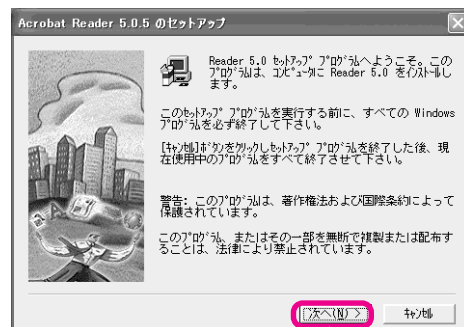 Acrobat Reader 5.0.5 のセットアップ
Reader 5.0 ｾｯﾄｱｯﾌﾟ ﾌﾟﾛｸﾞﾗﾑへようこそ。この
ﾌﾟﾛｸﾞﾗﾑは、ｺﾝﾋﾟｭｰﾀに Reader 5.0 をｲﾝｽﾄｰﾙし
ます。
このｾｯﾄｱｯﾌﾟ ﾌﾟﾛｸﾞﾗﾑを実行する前に、すべての Windows
ﾌﾟﾛｸﾞﾗﾑを必ず終了して下さい。
[ｷｬﾝｾﾙ]ﾎﾞﾀﾝをｸﾘｯｸしｾｯﾄｱｯﾌﾟ ﾌﾟﾛｸﾞﾗﾑを終了した後、現
在使用中のﾌﾟﾛｸﾞﾗﾑをすべて終了させて下さい。
警告: このﾌﾟﾛｸﾞﾗﾑは、著作権法および国際条約によって
保護されています。
このﾌﾟﾛｸﾞﾗﾑ、またはその一部を無断で複製または配布す
ることは、法律により禁止されています。
次へ(N) >
ｷｬﾝｾﾙ